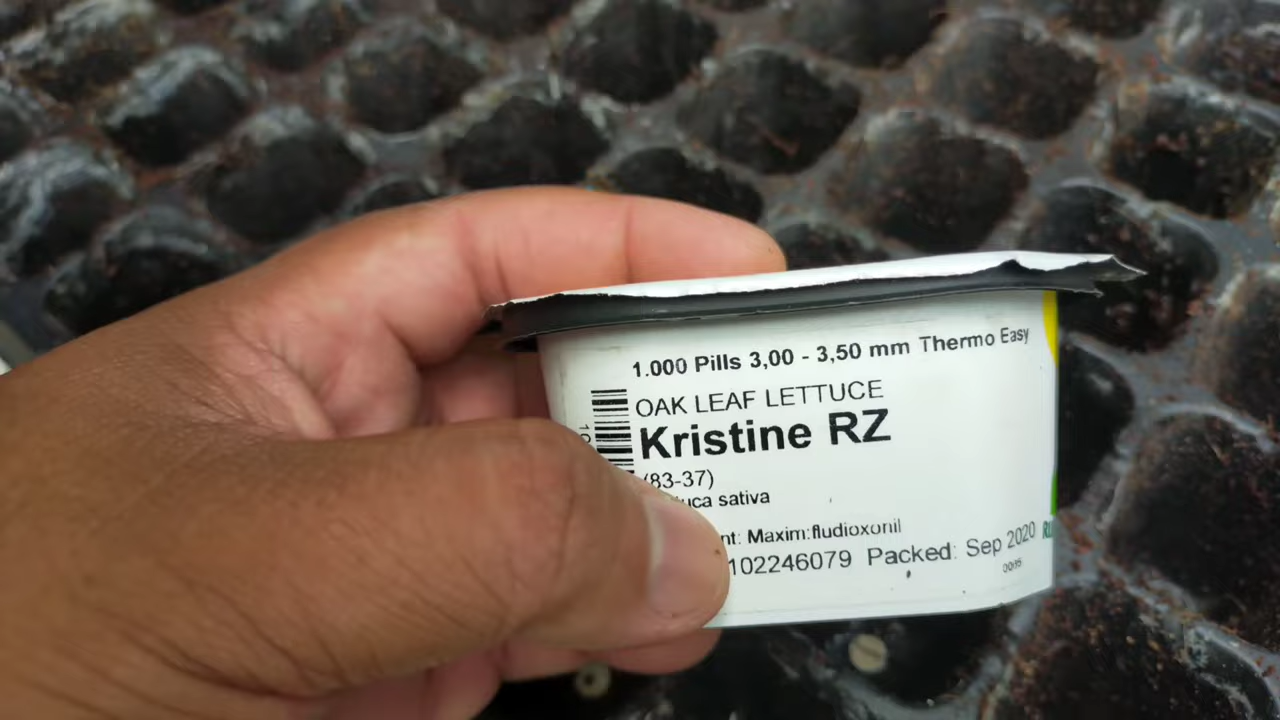 1.000 Pills 3,00 - 3,50 mm Thermo Easy
OAK LEAF LETTUCE
Kristine RZ
(83-37)
sativa
Maxim:fludioxonil
102246079 Packed: Sep 2020